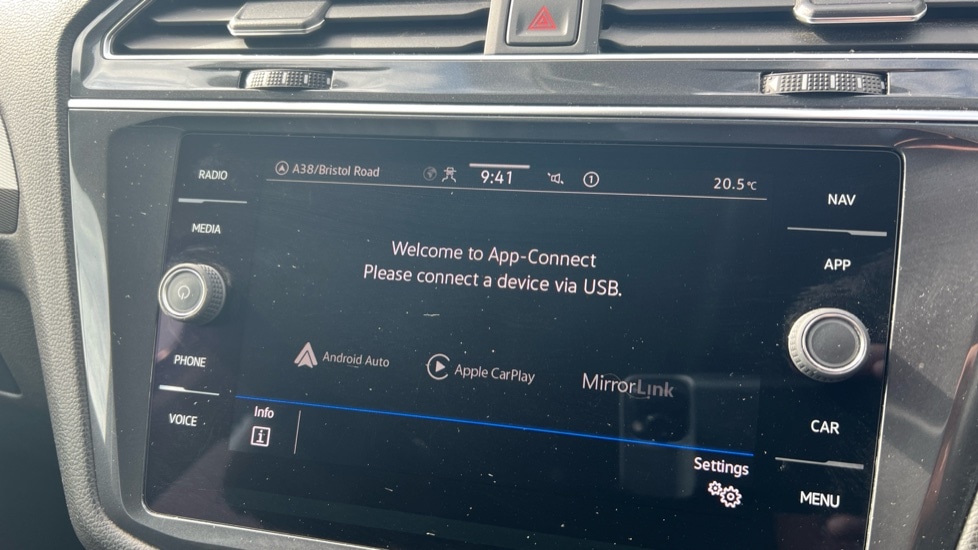 RADIO
MEDIA
PHONE
VOICE
A38/Bristol Road
9:41
1
20.5°C
Welcome to App-Connect
Please connect a device via USB.
Android Auto
Apple CarPlay
MirrorLink
Info
i
Settings
NAV
APP
CAR
MENU